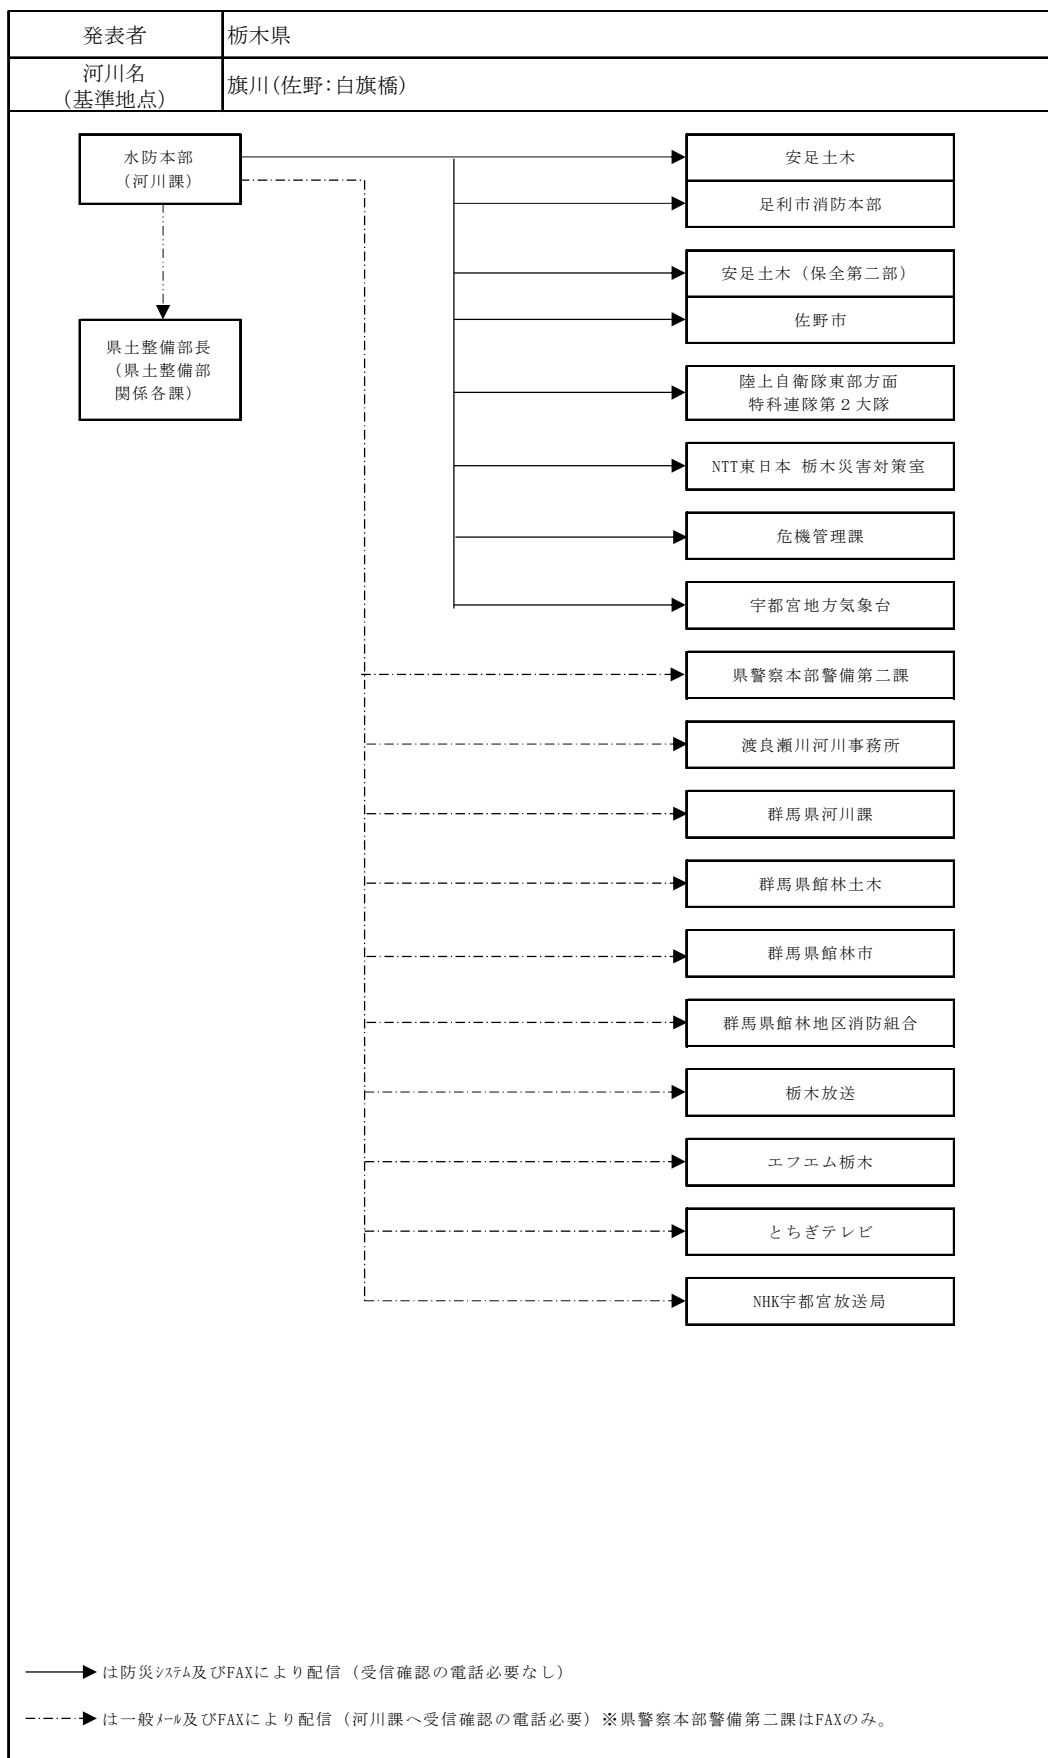 発表者
栃木県
河川名
(基準地点)
旗川(佐野:白旗橋)
水防本部
(河川課)
県土整備部長
(県土整備部
関係各課)
安足土木
足利市消防本部
安足土木(保全第二部)
佐野市
陸上自衛隊東部方面
特科連隊第2大隊
NTT東日本 栃木災害対策室
危機管理課
宇都宮地方気象台
県警察本部警備第二課
渡良瀬川河川事務所
群馬県河川課
群馬県館林土木
群馬県館林市
群馬県館林地区消防組合
栃木放送
エフエム栃木
とちぎテレビ
NHK宇都宮放送局
は防災ｼｽﾃﾑ及びFAXにより配信(受信確認の電話必要なし)
は一般ﾒｰﾙ及びFAXにより配信(河川課へ受信確認の電話必要)※県警察本部警備第二課はFAXのみ。